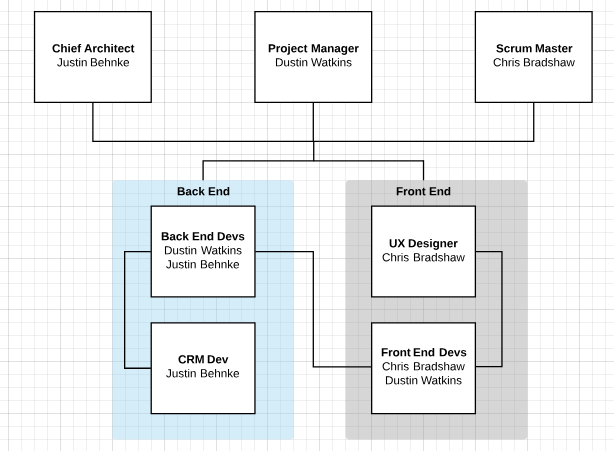 Chief Architect
Justin Behnke
Project Manager
Dustin Watkins
Scrum Master
Chris Bradshaw
Back End
Back End Devs
Dustin Watkins
Justin Behnke
CRM Dev
Justin Behnke
Front End
UX Designer
Chris Bradshaw
Front End Devs
Chris Bradshaw
Dustin Watkins